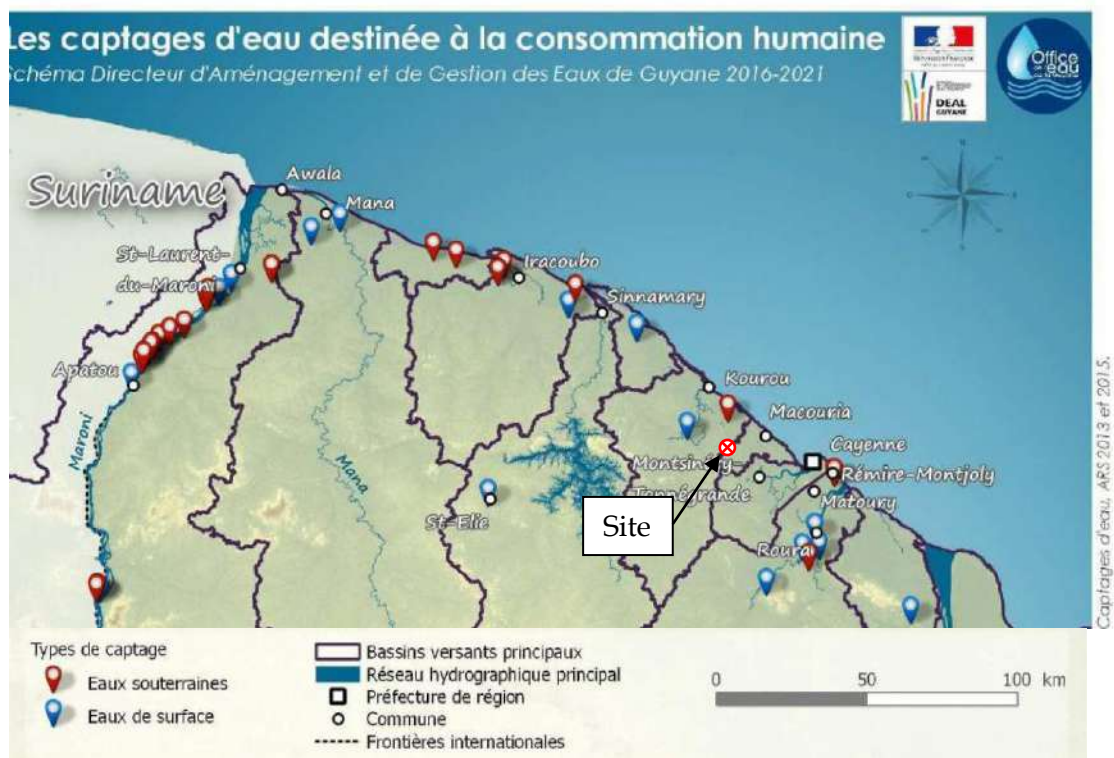 Les captages d'eau destinée à la consommation humaine
Schéma Directeur d'Aménagement et de Gestion des Eaux de Guyane 2016-2021
DEAL
GUYANE
Office
eau
Suriname
Awala
Mana
St-Laurent-
du-Maroni
Iracoubo
Sinnamary
Apatou
Kourou
Macouria
Maroni
Mana
Cayenne
Montsinéry-
Tonnégrande
Rémire-Montjoly
Matoury
St-Elie
Site
Roura
Captages d'eau, ARS 2013 et 2015.
Types de captage
Eaux souterraines
Eaux de surface
Bassins versants principaux
Réseau hydrographique principal
Préfecture de région
Commune
Frontières internationales
0 50 100 km